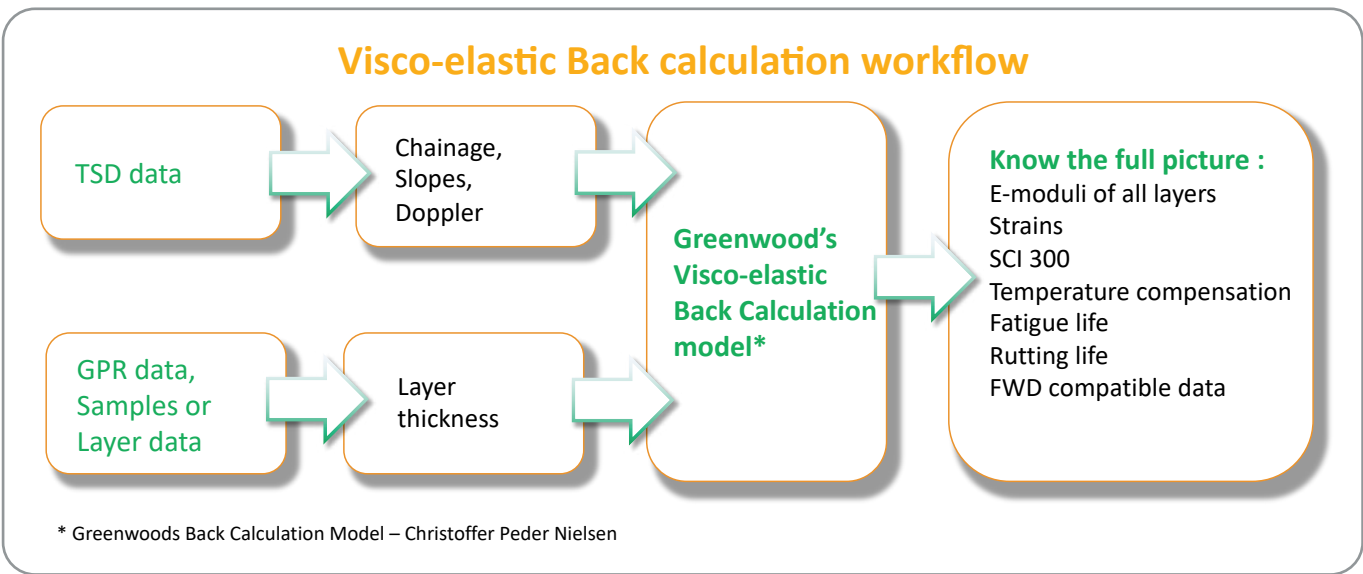 Visco-elastic Back calculation workflow
TSD data
Chainage,
Slopes,
Doppler
GPR data,
Samples or
Layer data
Layer
thickness
Greenwood's
Visco-elastic
Back Calculation
model*
Know the full picture :
E-moduli of all layers
Strains
SCI 300
Temperature compensation
Fatigue life
Rutting life
FWD compatible data
* Greenwoods Back Calculation Model – Christoffer Peder Nielsen